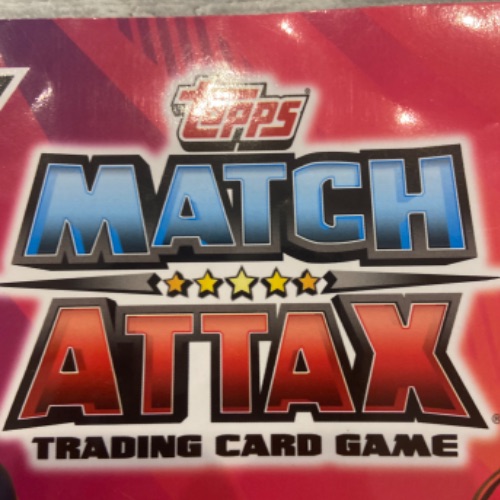 topps
MATCH
ATTAX
TRADING CARD GAME